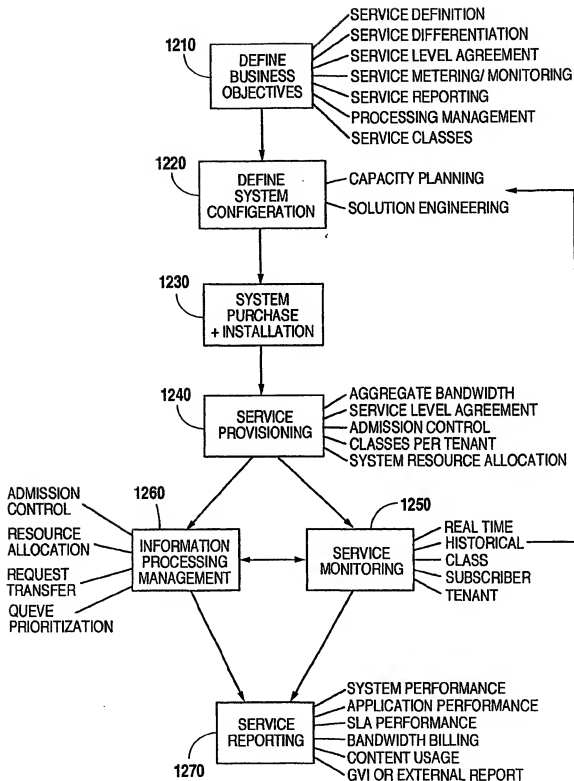 1210
DEFINE
BUSINESS
OBJECTIVES
SERVICE DEFINITION
SERVICE DIFFERENTIATION
SERVICE LEVEL AGREEMENT
SERVICE METERING/ MONITORING
SERVICE REPORTING
PROCESSING MANAGEMENT
SERVICE CLASSES
1220
DEFINE
SYSTEM
CONFIGERATION
CAPACITY PLANNING
SOLUTION ENGINEERING
1230
SYSTEM
PURCHASE
+ INSTALLATION
1240
SERVICE
PROVISIONING
AGGREGATE BANDWIDTH
SERVICE LEVEL AGREEMENT
ADMISSION CONTROL
CLASSES PER TENANT
SYSTEM RESOURCE ALLOCATION
1260
INFORMATION
PROCESSING
MANAGEMENT
ADMISSION
CONTROL
RESOURCE
ALLOCATION
REQUEST
TRANSFER
QUEVE
PRIORITIZATION
1250
SERVICE
MONITORING
REAL TIME
HISTORICAL
CLASS
SUBSCRIBER
TENANT
SERVICE
REPORTING
1270
SYSTEM PERFORMANCE
APPLICATION PERFORMANCE
SLA PERFORMANCE
BANDWIDTH BILLING
CONTENT USAGE
GVI OR EXTERNAL REPORT